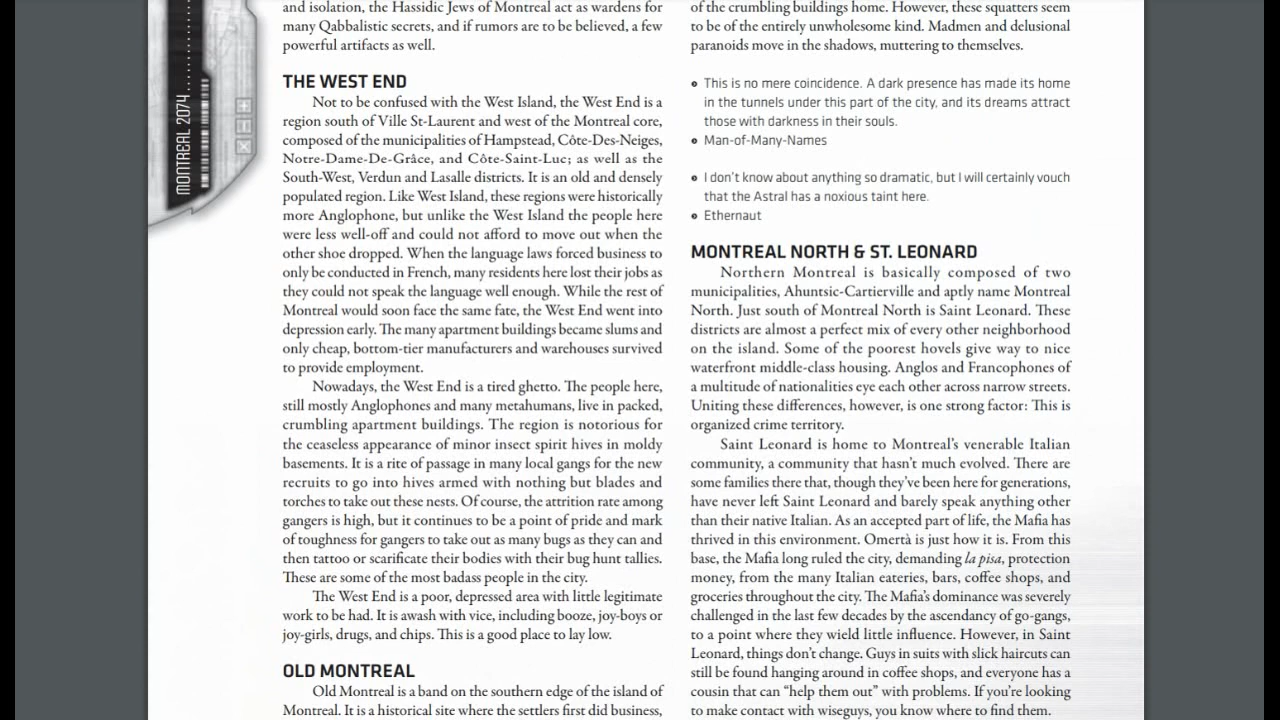 MONTREAL 2074
and isolation, the Hassidic Jews of Montreal act as wardens for
many Qabbalistic secrets, and if rumors are to be believed, a few
powerful artifacts as well.
THE WEST END
Not to be confused with the West Island, the West End is a
region south of Ville St-Laurent and west of the Montreal core,
composed of the municipalities of Hampstead, Côte-Des-Neiges,
Notre-Dame-De-Grâce, and Côte-Saint-Luc; as well as the
South-West, Verdun and Lasalle districts. It is an old and densely
populated region. Like West Island, these regions were historically
more Anglophone, but unlike the West Island the people here
were less well-off and could not afford to move out when the
other shoe dropped. When the language laws forced business to
only be conducted in French, many residents here lost their jobs as
they could not speak the language well enough. While the rest of
Montreal would soon face the same fate, the West End went into
depression early. The many apartment buildings became slums and
only cheap, bottom-tier manufacturers and warehouses survived
to provide employment.
Nowadays, the West End is a tired ghetto. The people here,
still mostly Anglophones and many metahumans, live in packed,
crumbling apartment buildings. The region is notorious for
the ceaseless appearance of minor insect spirit hives in moldy
basements. It is a rite of passage in many local gangs for the new
recruits to go into hives armed with nothing but blades and
torches to take out these nests. Of course, the attrition rate among
gangers is high, but it continues to be a point of pride and mark
of toughness for gangers to take out as many bugs as they can and
then tattoo or scarificate their bodies with their bug hunt tallies.
These are some of the most badass people in the city.
The West End is a poor, depressed area with little legitimate
work to be had. It is awash with vice, including booze, joy-boys or
joy-girls, drugs, and chips. This is a good place to lay low.
OLD MONTREAL
Old Montreal is a band on the southern edge of the island of
Montreal. It is a historical site where the settlers first did business,
of the crumbling buildings home. However, these squatters seem
to be of the entirely unwholesome kind. Madmen and delusional
paranoids move in the shadows, muttering to themselves.
This is no mere coincidence. A dark presence has made its home
in the tunnels under this part of the city, and its dreams attract
those with darkness in their souls.
Man-of-Many-Names
I don't know about anything so dramatic, but I will certainly vouch
that the Astral has a noxious taint here.
Ethernaut
MONTREAL NORTH & ST. LEONARD
Northern Montreal is basically composed of two
municipalities, Ahuntsic-Cartierville and aptly name Montreal
North. Just south of Montreal North is Saint Leonard. These
districts are almost a perfect mix of every other neighborhood
on the island. Some of the poorest hovels give way to nice
waterfront middle-class housing. Anglos and Francophones of
a multitude of nationalities eye each other across narrow streets.
Uniting these differences, however, is one strong factor: This is
organized crime territory.
Saint Leonard is home to Montreal's venerable Italian
community, a community that hasn't much evolved. There are
some families there that, though they've been here for generations,
have never left Saint Leonard and barely speak anything other
than their native Italian. As an accepted part of life, the Mafia has
thrived in this environment. Omertà is just how it is. From this
base, the Mafia long ruled the city, demanding la pisa, protection
money, from the many Italian eateries, bars, coffee shops, and
groceries throughout the city. The Mafia's dominance was severely
challenged in the last few decades by the ascendancy of go-gangs,
to a point where they wield little influence. However, in Saint
Leonard, things don't change. Guys in suits with slick haircuts can
still be found hanging around in coffee shops, and everyone has a
cousin that can "help them out" with problems. If you're looking
to make contact with wiseguys, you know where to find them.